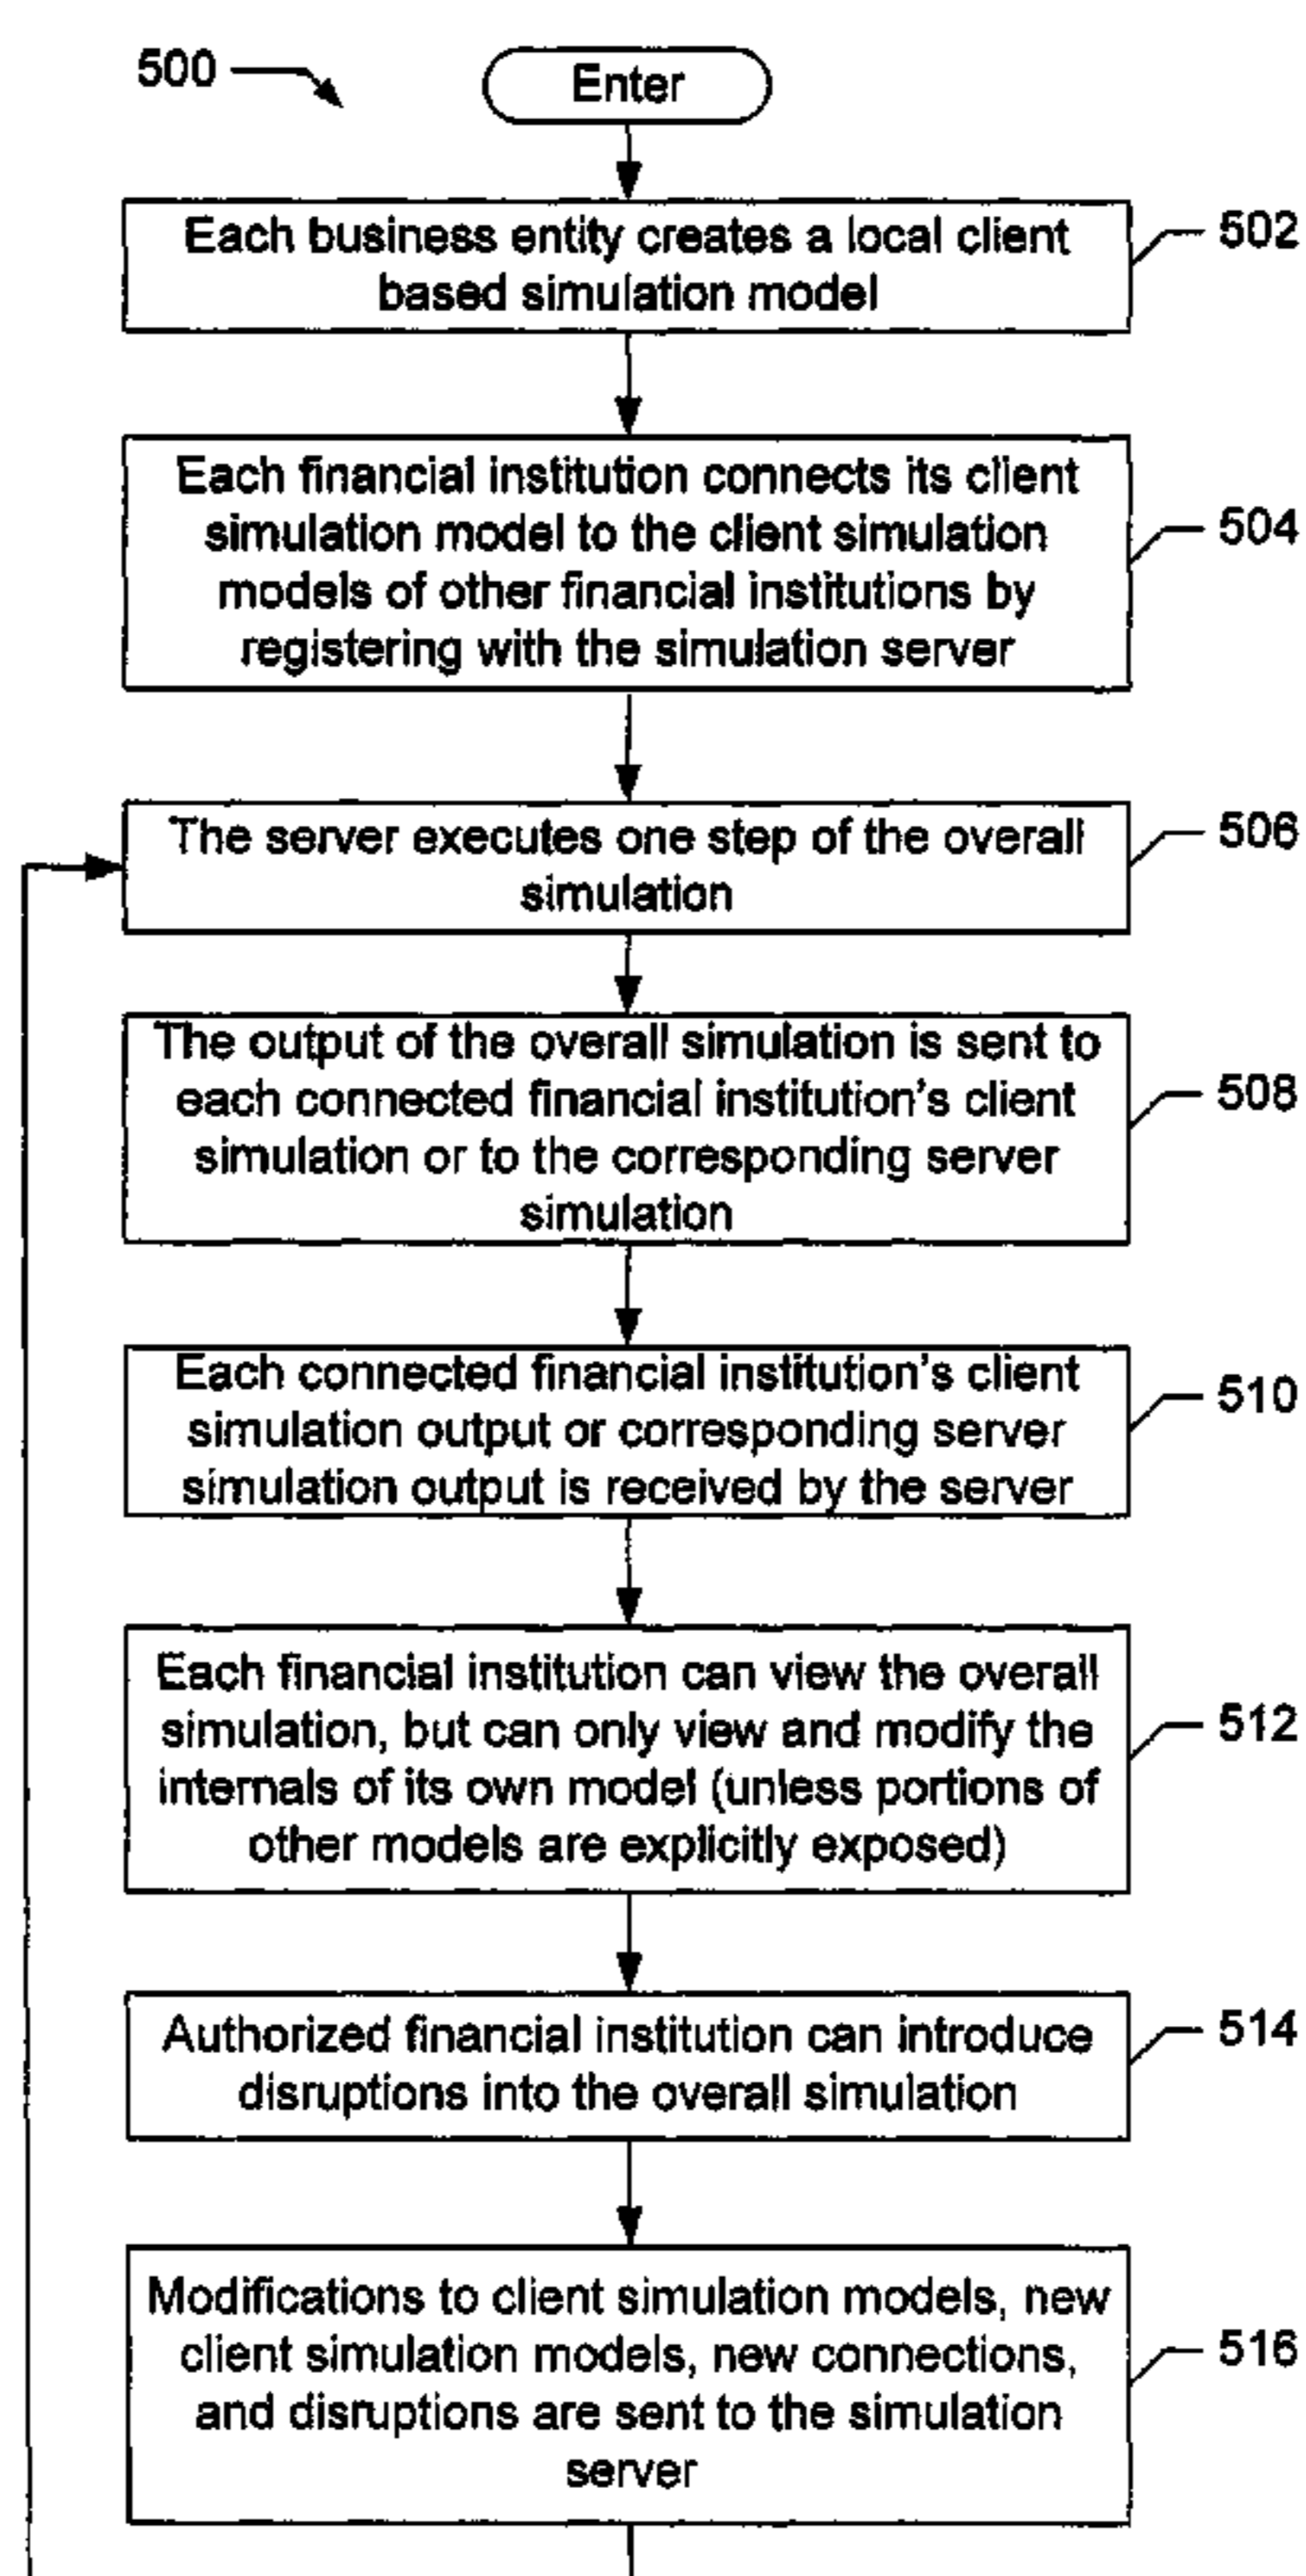 500
Enter
Each business entity creates a local client
based simulation model
502
Each financial institution connects its client
simulation model to the client simulation
models of other financial institutions by
registering with the simulation server
504
The server executes one step of the overall
simulation
506
The output of the overall simulation is sent to
each connected financial institution's client
simulation or to the corresponding server
simulation
508
Each connected financial institution's client
simulation output or corresponding server
simulation output is received by the server
510
Each financial institution can view the overall
simulation, but can only view and modify the
internals of its own model (unless portions of
other models are explicitly exposed)
512
Authorized financial institution can introduce
disruptions into the overall simulation
514
Modifications to client simulation models, new
client simulation models, new connections,
and disruptions are sent to the simulation
server
516